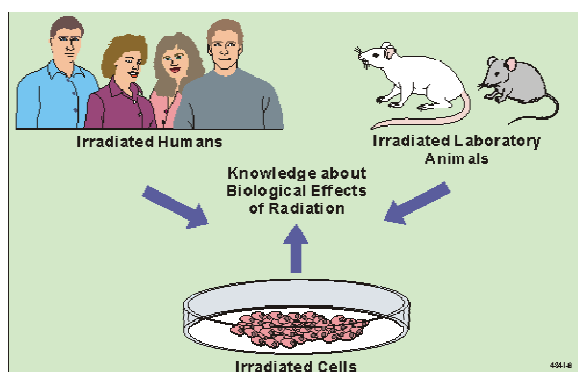 Irradiated Humans
Irradiated Laboratory
Animals
Knowledge about
Biological Effects
of Radiation
Irradiated Cells